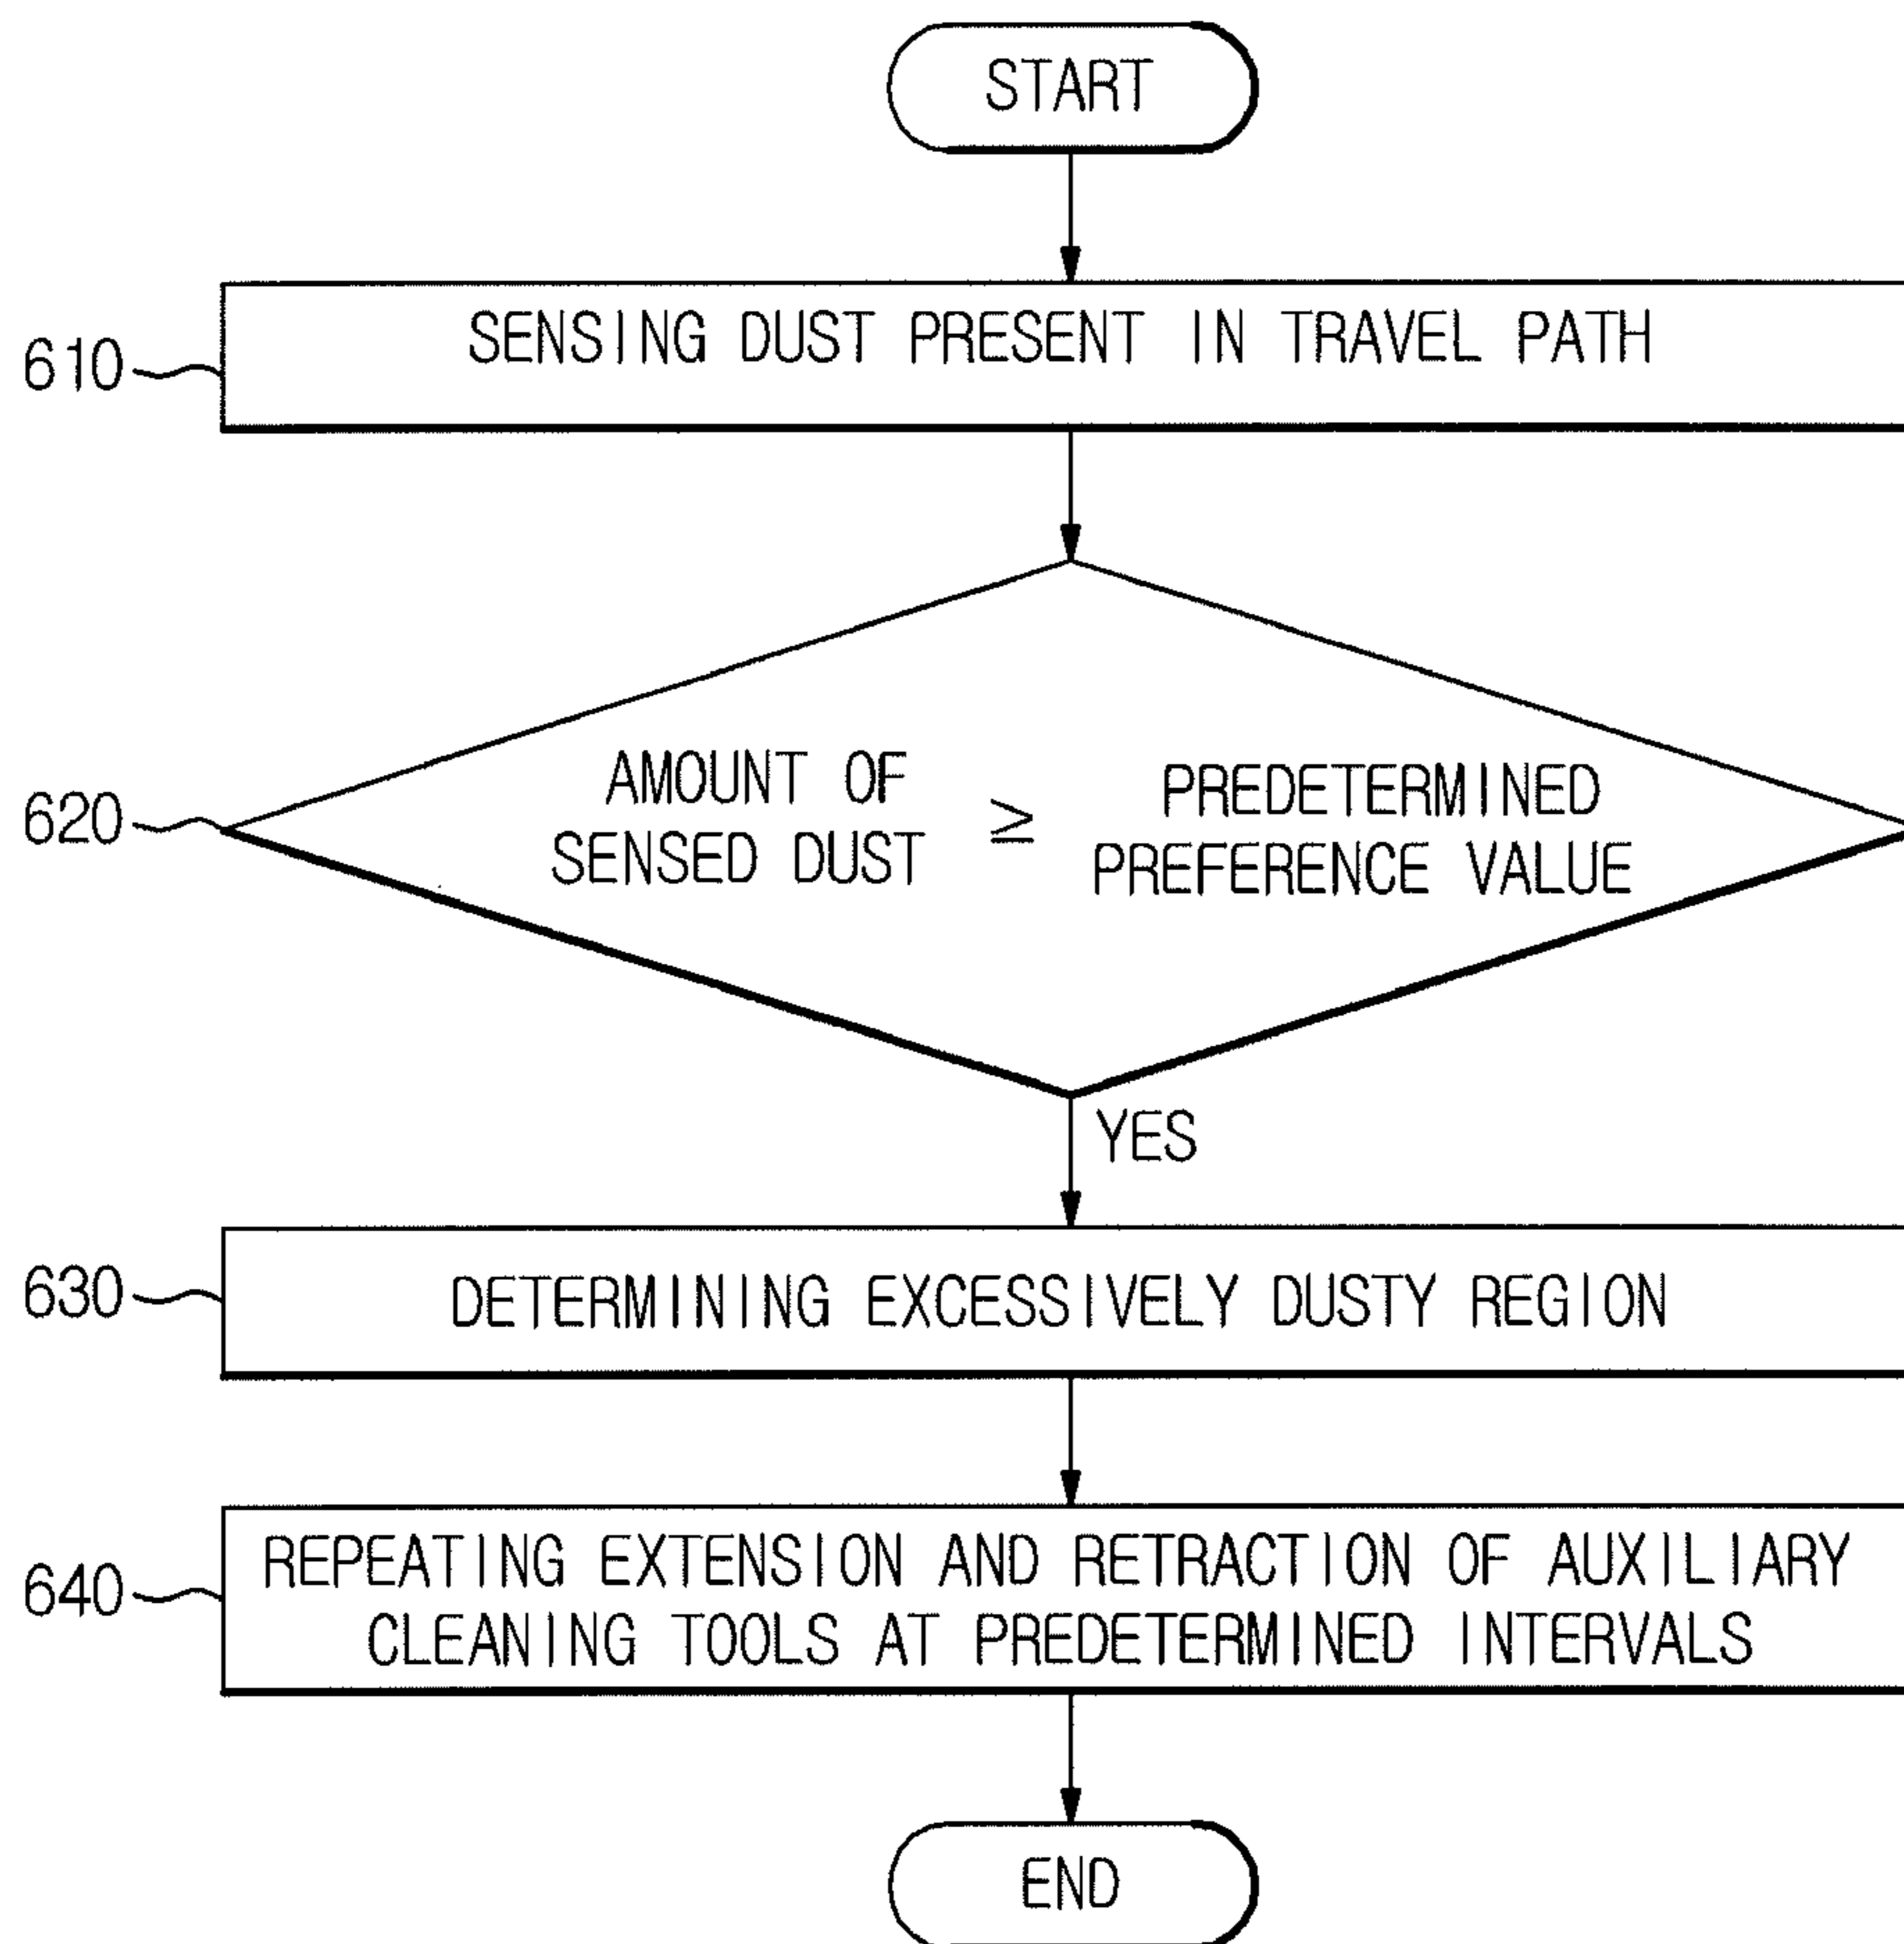 START
610
SENSING DUST PRESENT IN TRAVEL PATH
620
AMOUNT OF
SENSED DUST
≥
PREDETERMINED
PREFERENCE VALUE
YES
630
DETERMINING EXCESSIVELY DUSTY REGION
640
REPEATING EXTENSION AND RETRACTION OF AUXILIARY
CLEANING TOOLS AT PREDETERMINED INTERVALS
END